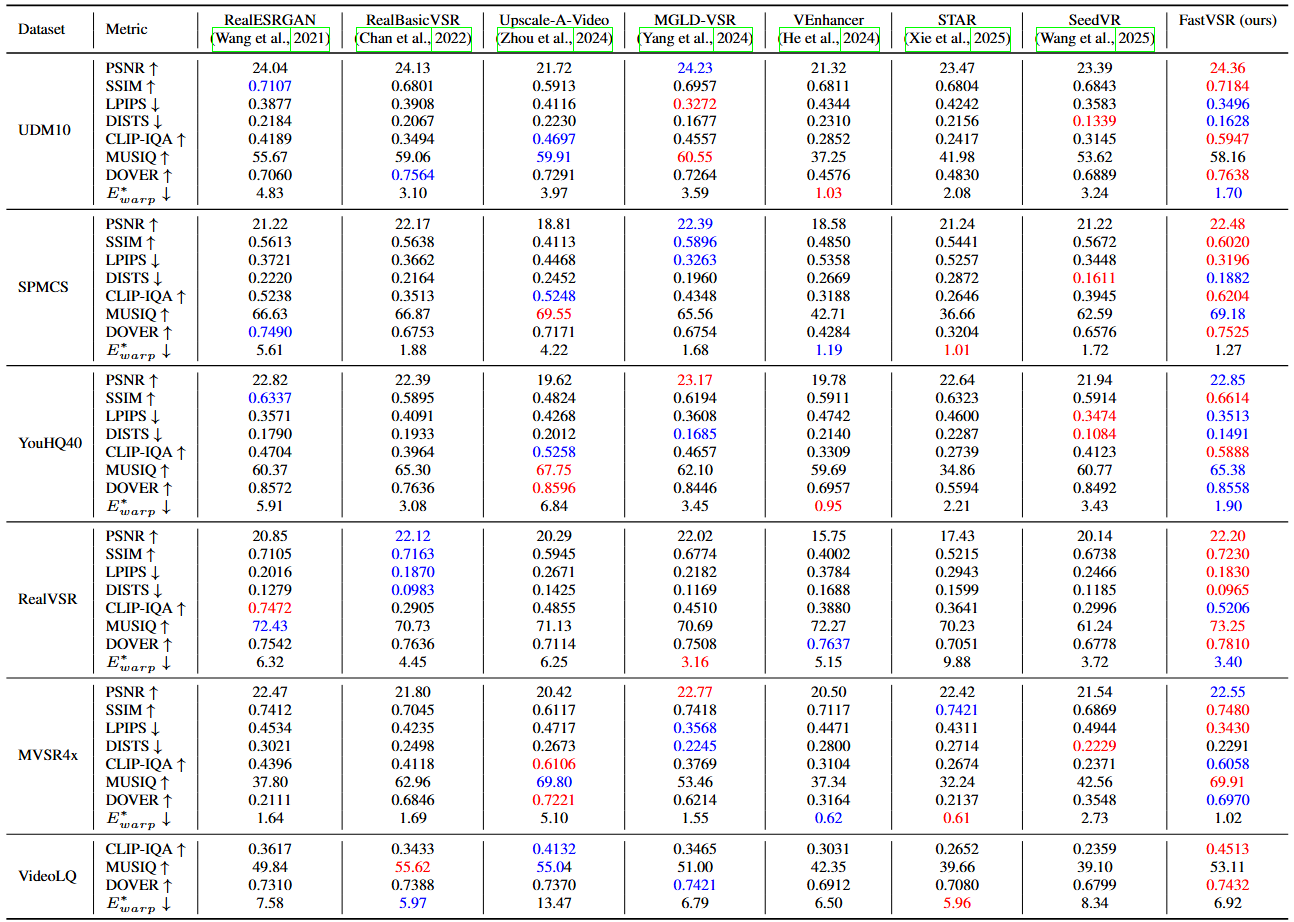 Dataset Metric RealESRGAN RealBasicVSR Upscale-A-Video MGLD-VSR VEnhancer STAR SeedVR FastVSR (ours)
(Wang et al., 2021) (Chan et al., 2022) (Zhou et al., 2024) (Yang et al., 2024) (He et al., 2024) (Xie et al., 2025) (Wang et al., 2025)
UDM10
PSNR ↑ 24.04 24.13 21.72 24.23 21.32 23.47 23.39 24.36
SSIM ↑ 0.7107 0.6801 0.5913 0.6957 0.6811 0.6804 0.6843 0.7184
LPIPS ↓ 0.3877 0.3908 0.4116 0.3272 0.4344 0.4242 0.3583 0.3496
DISTS ↓ 0.2184 0.2067 0.2230 0.1677 0.2310 0.2156 0.1339 0.1628
CLIP-IQA ↑ 0.4189 0.3494 0.4697 0.4557 0.2852 0.2417 0.3145 0.5947
MUSIQ ↑ 55.67 59.06 59.91 60.55 37.25 41.98 53.62 58.16
DOVER ↑ 0.7060 0.7564 0.7291 0.7264 0.4576 0.4830 0.6889 0.7638
E*warp ↓ 4.83 3.10 3.97 3.59 1.03 2.08 3.24 1.70
SPMCS
PSNR ↑ 21.22 22.17 18.81 22.39 18.58 21.24 21.22 22.48
SSIM ↑ 0.5613 0.5638 0.4113 0.5896 0.4850 0.5441 0.5672 0.6020
LPIPS ↓ 0.3721 0.3662 0.4468 0.3263 0.5358 0.5257 0.3448 0.3196
DISTS ↓ 0.2220 0.2164 0.2452 0.1960 0.2669 0.2872 0.1611 0.1882
CLIP-IQA ↑ 0.5238 0.3513 0.5248 0.4348 0.3188 0.2646 0.3945 0.6204
MUSIQ ↑ 66.63 66.87 69.55 65.56 42.71 36.66 62.59 69.18
DOVER ↑ 0.7490 0.6753 0.7171 0.6754 0.4284 0.3204 0.6576 0.7525
E*warp ↓ 5.61 1.88 4.22 1.68 1.19 1.01 1.72 1.27
YouHQ40
PSNR ↑ 22.82 22.39 19.62 23.17 19.78 22.64 21.94 22.85
SSIM ↑ 0.6337 0.5895 0.4824 0.6194 0.5911 0.6323 0.5914 0.6614
LPIPS ↓ 0.3571 0.4091 0.4268 0.3608 0.4742 0.4600 0.3474 0.3513
DISTS ↓ 0.1790 0.1933 0.2012 0.1685 0.2140 0.2287 0.1084 0.1491
CLIP-IQA ↑ 0.4704 0.3964 0.5258 0.4657 0.3309 0.2739 0.4123 0.5888
MUSIQ ↑ 60.37 65.30 67.75 62.10 59.69 34.86 60.77 65.38
DOVER ↑ 0.8572 0.7636 0.8596 0.8446 0.6957 0.5594 0.8492 0.8558
E*warp ↓ 5.91 3.08 6.84 3.45 0.95 2.21 3.43 1.90
RealVSR
PSNR ↑ 20.85 22.12 20.29 22.02 15.75 17.43 20.14 22.20
SSIM ↑ 0.7105 0.7163 0.5945 0.6774 0.4002 0.5215 0.6738 0.7230
LPIPS ↓ 0.2016 0.1870 0.2671 0.2182 0.3784 0.2943 0.2466 0.1830
DISTS ↓ 0.1279 0.0983 0.1425 0.1169 0.1688 0.1599 0.1185 0.0965
CLIP-IQA ↑ 0.7472 0.2905 0.4855 0.4510 0.3880 0.3641 0.2996 0.5206
MUSIQ ↑ 72.43 70.73 71.13 70.69 72.27 70.23 61.24 73.25
DOVER ↑ 0.7542 0.7636 0.7114 0.7508 0.7637 0.7051 0.6778 0.7810
E*warp ↓ 6.32 4.45 6.25 3.16 5.15 9.88 3.72 3.40
MVSR4x
PSNR ↑ 22.47 21.80 20.42 22.77 20.50 22.42 21.54 22.55
SSIM ↑ 0.7412 0.7045 0.6117 0.7418 0.7117 0.7421 0.6869 0.7480
LPIPS ↓ 0.4534 0.4235 0.4717 0.3568 0.4471 0.4311 0.4944 0.3430
DISTS ↓ 0.3021 0.2498 0.2673 0.2245 0.2800 0.2714 0.2229 0.2291
CLIP-IQA ↑ 0.4396 0.4118 0.6106 0.3769 0.3104 0.2674 0.2371 0.6058
MUSIQ ↑ 37.80 62.96 69.80 53.46 37.34 32.24 42.56 69.91
DOVER ↑ 0.2111 0.6846 0.7221 0.6214 0.3164 0.2137 0.3548 0.6970
E*warp ↓ 1.64 1.69 5.10 1.55 0.62 0.61 2.73 1.02
VideoLQ
CLIP-IQA ↑ 0.3617 0.3433 0.4132 0.3465 0.3031 0.2652 0.2359 0.4513
MUSIQ ↑ 49.84 55.62 55.04 51.00 42.35 39.66 39.10 53.11
DOVER ↑ 0.7310 0.7388 0.7370 0.7421 0.6912 0.7080 0.6799 0.7432
E*warp ↓ 7.58 5.97 13.47 6.79 6.50 5.96 8.34 6.92